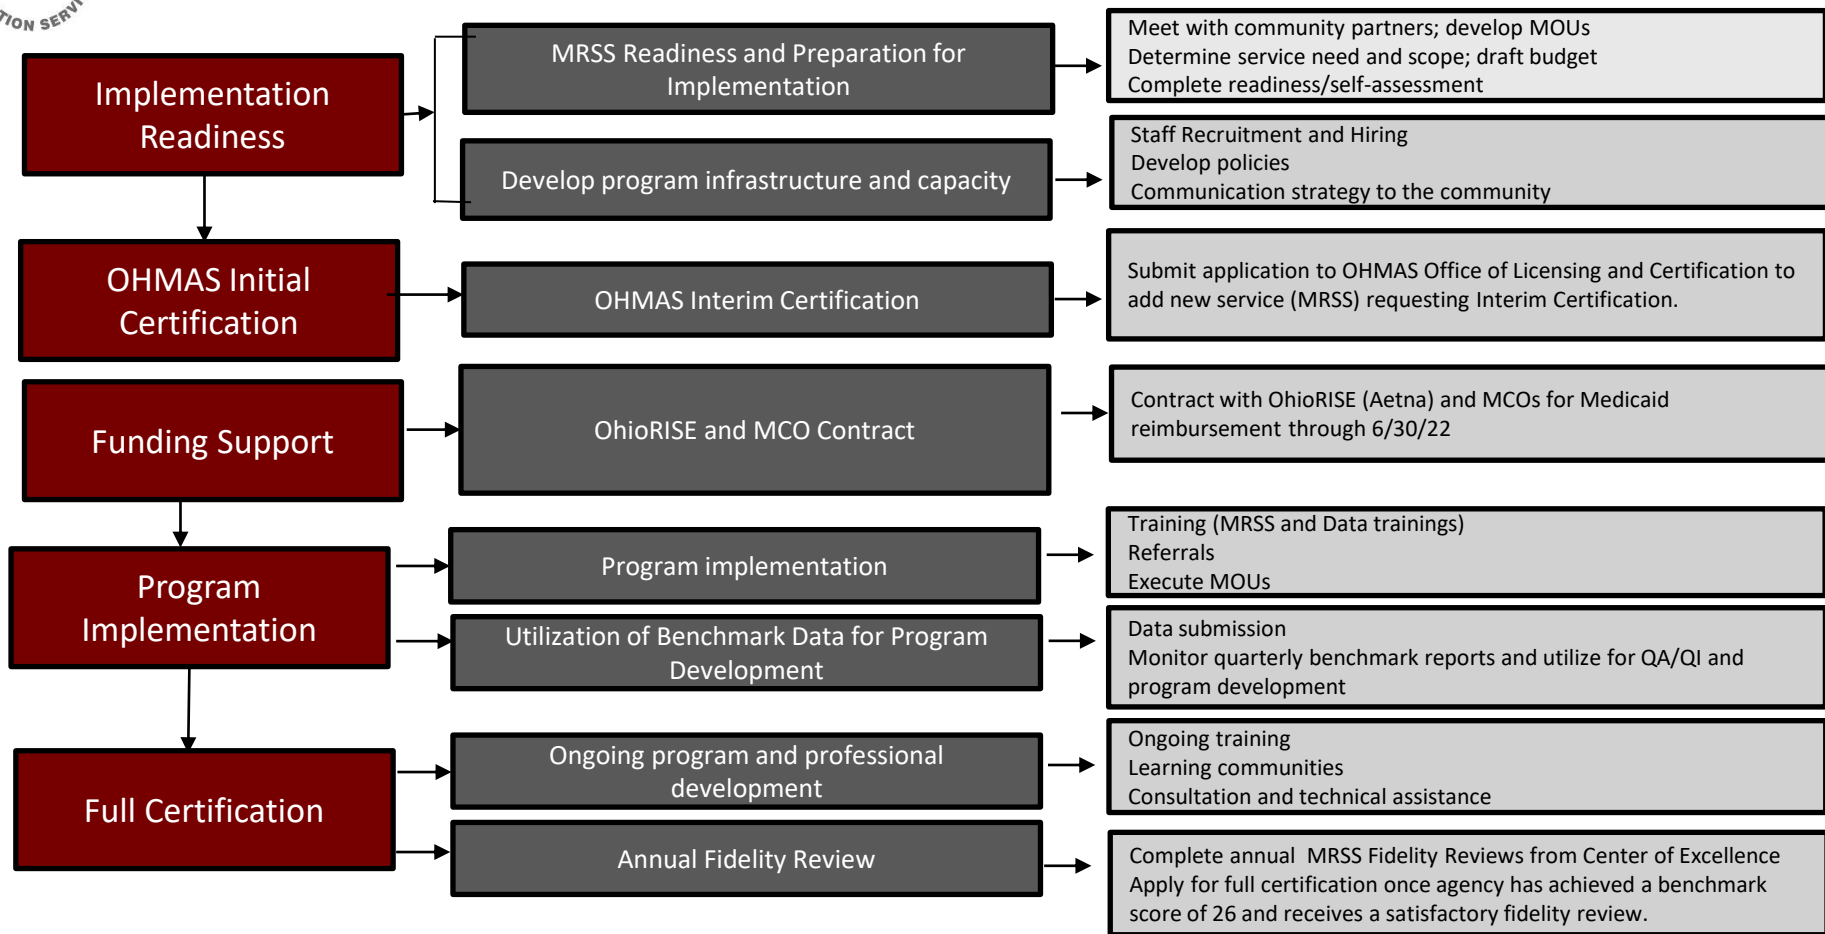 Implementation
Readiness
MRSS Readiness and Preparation for
Implementation
Meet with community partners; develop MOUs
Determine service need and scope; draft budget
Complete readiness/self-assessment
Develop program infrastructure and capacity
Staff Recruitment and Hiring
Develop policies
Communication strategy to the community
OHMAS Initial
Certification
OHMAS Interim Certification
Submit application to OHMAS Office of Licensing and Certification to
add new service (MRSS) requesting Interim Certification.
Funding Support
OhioRISE and MCO Contract
Contract with OhioRISE (Aetna) and MCOs for Medicaid
reimbursement through 6/30/22
Program
Implementation
Program implementation
Training (MRSS and Data trainings)
Referrals
Execute MOUs
Utilization of Benchmark Data for Program
Development
Data submission
Monitor quarterly benchmark reports and utilize for QA/QI and
program development
Full Certification
Ongoing program and professional
development
Ongoing training
Learning communities
Consultation and technical assistance
Annual Fidelity Review
Complete annual  MRSS Fidelity Reviews from Center of Excellence
Apply for full certification once agency has achieved a benchmark
score of 26 and receives a satisfactory fidelity review.